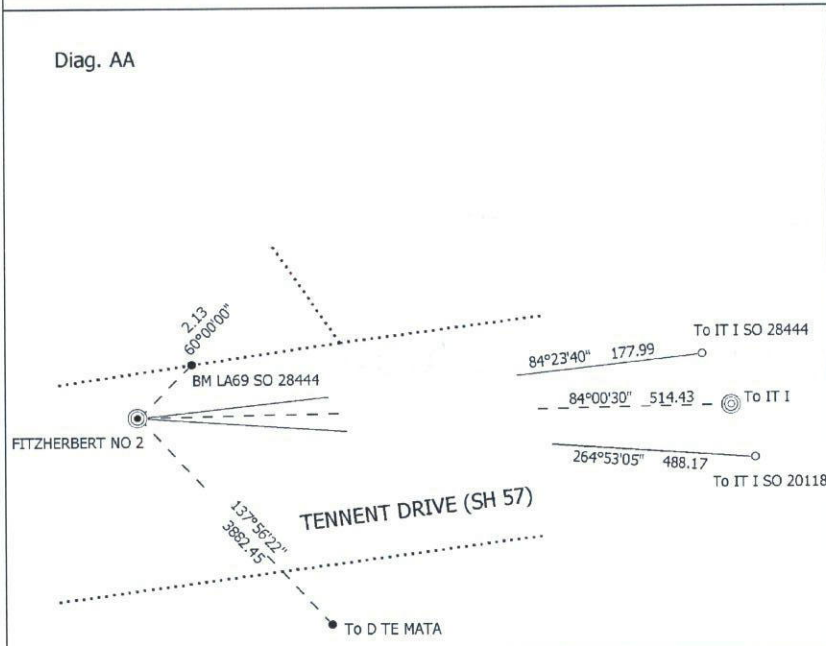 Diag. AA
2.13
60°00'00"
To IT I SO 28444
84°23'40" 177.99
BM LA69 SO 28444
84°00'30" 514.43 To IT I
FITZHERBERT NO 2
264°53'05" 488.17
To IT I SO 20118
137°56'22"
3882.45
TENNENT DRIVE (SH 57)
To D TE MATA